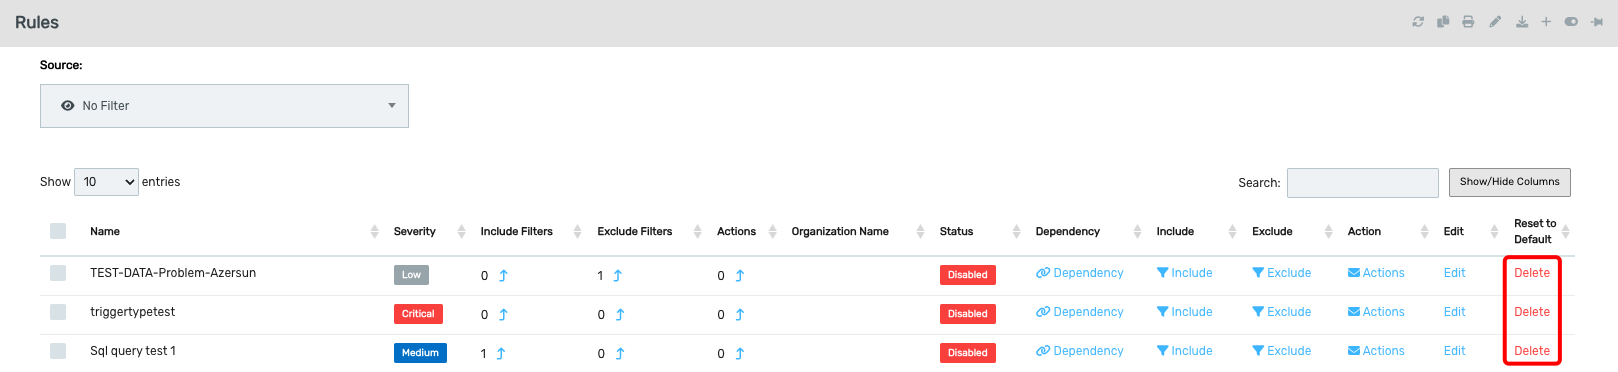 Rules
Source:
No Filter
Show 10 entries
Search:
Show/Hide Columns
Name Severity Include Filters Exclude Filters Actions Organization Name Status Dependency Include Exclude Action Edit Reset to Default
TEST-DATA-Problem-Azersun Low 0 1 0 Disabled Dependency Include Exclude Actions Edit Delete
triggertypetest Critical 0 0 0 Disabled Dependency Include Exclude Actions Edit Delete
Sql query test 1 Medium 1 0 0 Disabled Dependency Include Exclude Actions Edit Delete